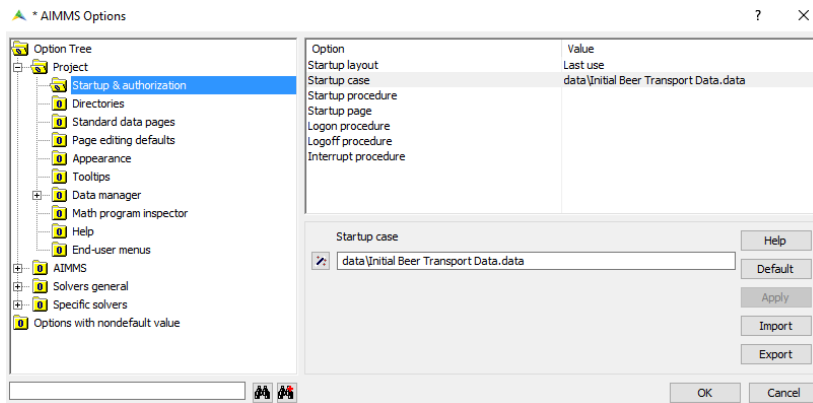 * AIMMS Options
Option Tree
Project
Startup & authorization
Directories
Standard data pages
Page editing defaults
Appearance
Tooltips
Data manager
Math program inspector
Help
End-user menus
AIMMS
Solvers general
Specific solvers
Options with nondefault value
Option Value
Startup layout Last use
Startup case data\Initial Beer Transport Data.data
Startup procedure
Startup page
Logon procedure
Logoff procedure
Interrupt procedure
Startup case
data\Initial Beer Transport Data.data
Help
Default
Apply
Import
Export
OK Cancel